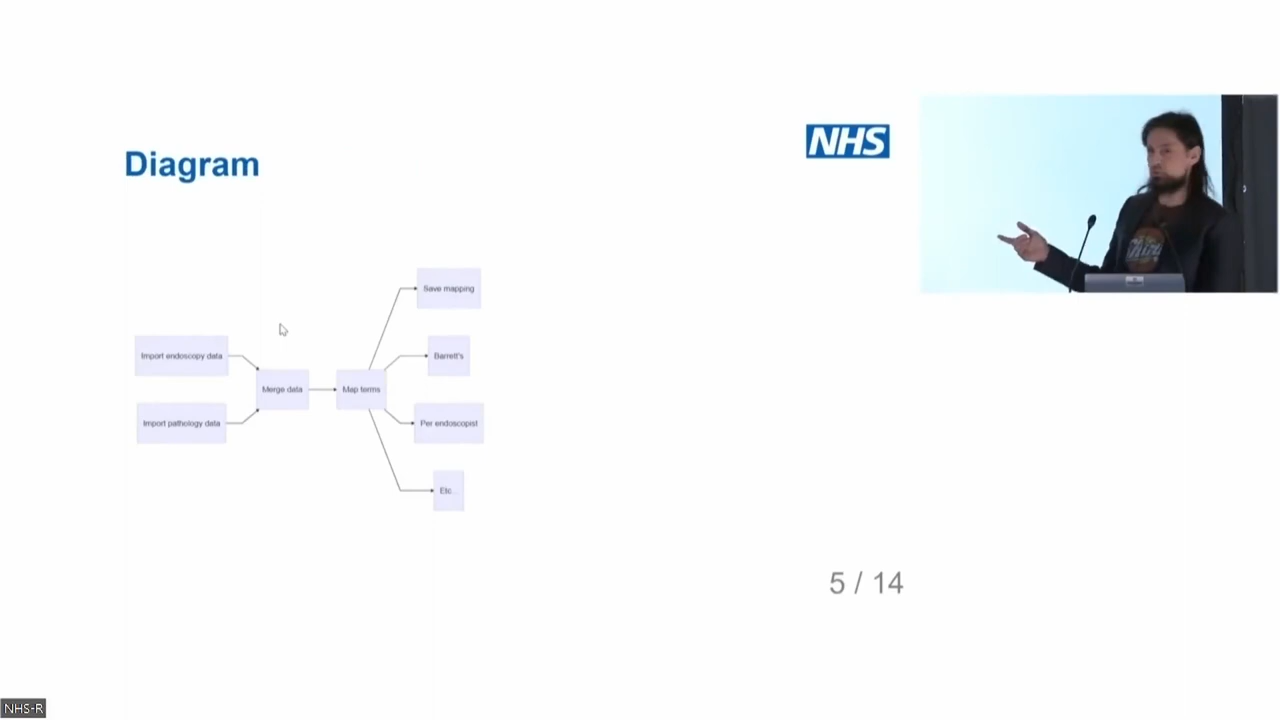 Diagram
NHS
Save mapping
Import endoscopy data
Barrett's
Merge data
Map terms
Import pathology data
Per endoscopist
Etc...
5 / 14
NHS-R